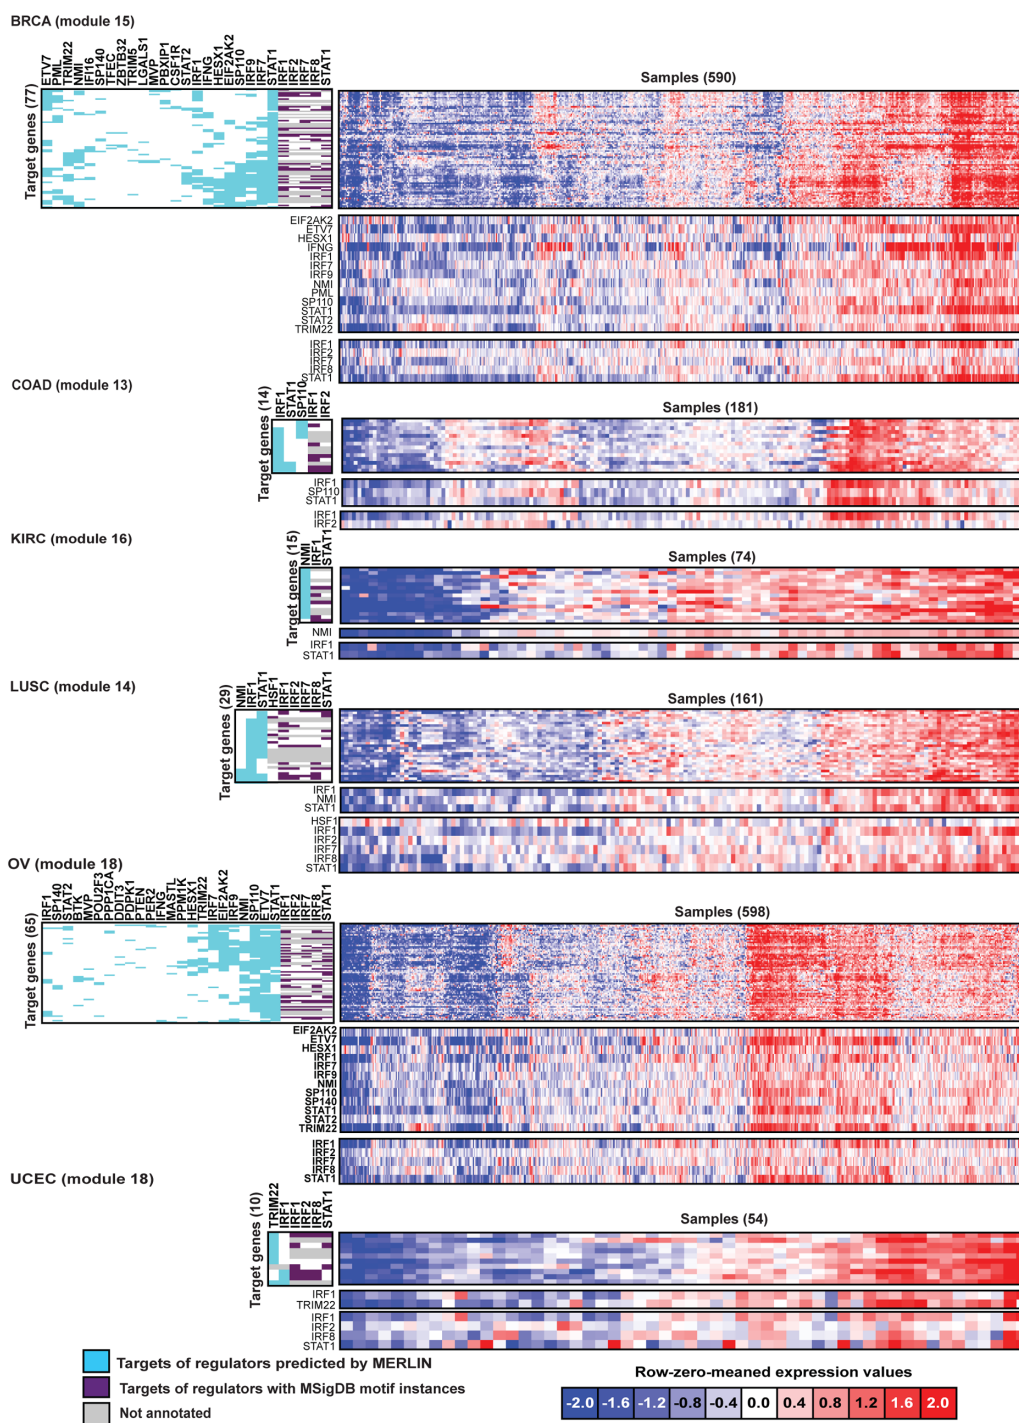 BRCA (module 15)
ETV7
PML
TRIM22
NMI
IFI16
SP140
TFEC
ZBTB32
TRIM5
LGALS1
MVP
PBXIP1
CSF1R
STAT2
IRF1
IFNG
HESX1
EIF2AK2
SP110
IRF9
IRF7
STAT1
IRF1
IRF2
IRF7
IRF8
STAT1
Samples (590)
Target genes (77)
EIF2AK2
ETV7
HESX1
IFNG
IRF1
IRF7
IRF9
NMI
PML
SP110
STAT1
STAT2
TRIM22
IRF1
IRF2
IRF7
IRF8
STAT1
COAD (module 13)
IRF1
STAT1
SP110
IRF1
IRF2
Samples (181)
Target genes (14)
IRF1
SP110
STAT1
IRF1
IRF2
KIRC (module 16)
NMI
IRF1
STAT1
Samples (74)
Target genes (15)
NMI
IRF1
STAT1
LUSC (module 14)
NMI
IRF1
STAT1
HSF1
IRF1
IRF2
IRF7
IRF8
STAT1
Samples (161)
Target genes (29)
IRF1
NMI
STAT1
HSF1
IRF1
IRF2
IRF7
IRF8
STAT1
OV (module 18)
IRF1
SP140
STAT2
BTK
MVP
POU2F3
PPP1CA
DDIT3
PDPK1
PTEN
PER2
IFNG
MASTL
PPM1K
HESX1
TRIM22
IRF7
EIF2AK2
IRF9
NMI
SP110
ETV7
STAT1
IRF1
IRF2
IRF7
IRF8
STAT1
Samples (598)
Target genes (65)
EIF2AK2
ETV7
HESX1
IRF1
IRF7
IRF9
NMI
SP110
SP140
STAT1
STAT2
TRIM22
IRF1
IRF2
IRF7
IRF8
STAT1
UCEC (module 18)
TRIM22
IRF1
IRF1
IRF2
IRF8
STAT1
Samples (54)
Target genes (10)
IRF1
TRIM22
IRF1
IRF2
IRF8
STAT1
Targets of regulators predicted by MERLIN
Targets of regulators with MSigDB motif instances
Not annotated
Row-zero-meaned expression values
-2.0 -1.6 -1.2 -0.8 -0.4 0.0 0.4 0.8 1.2 1.6 2.0